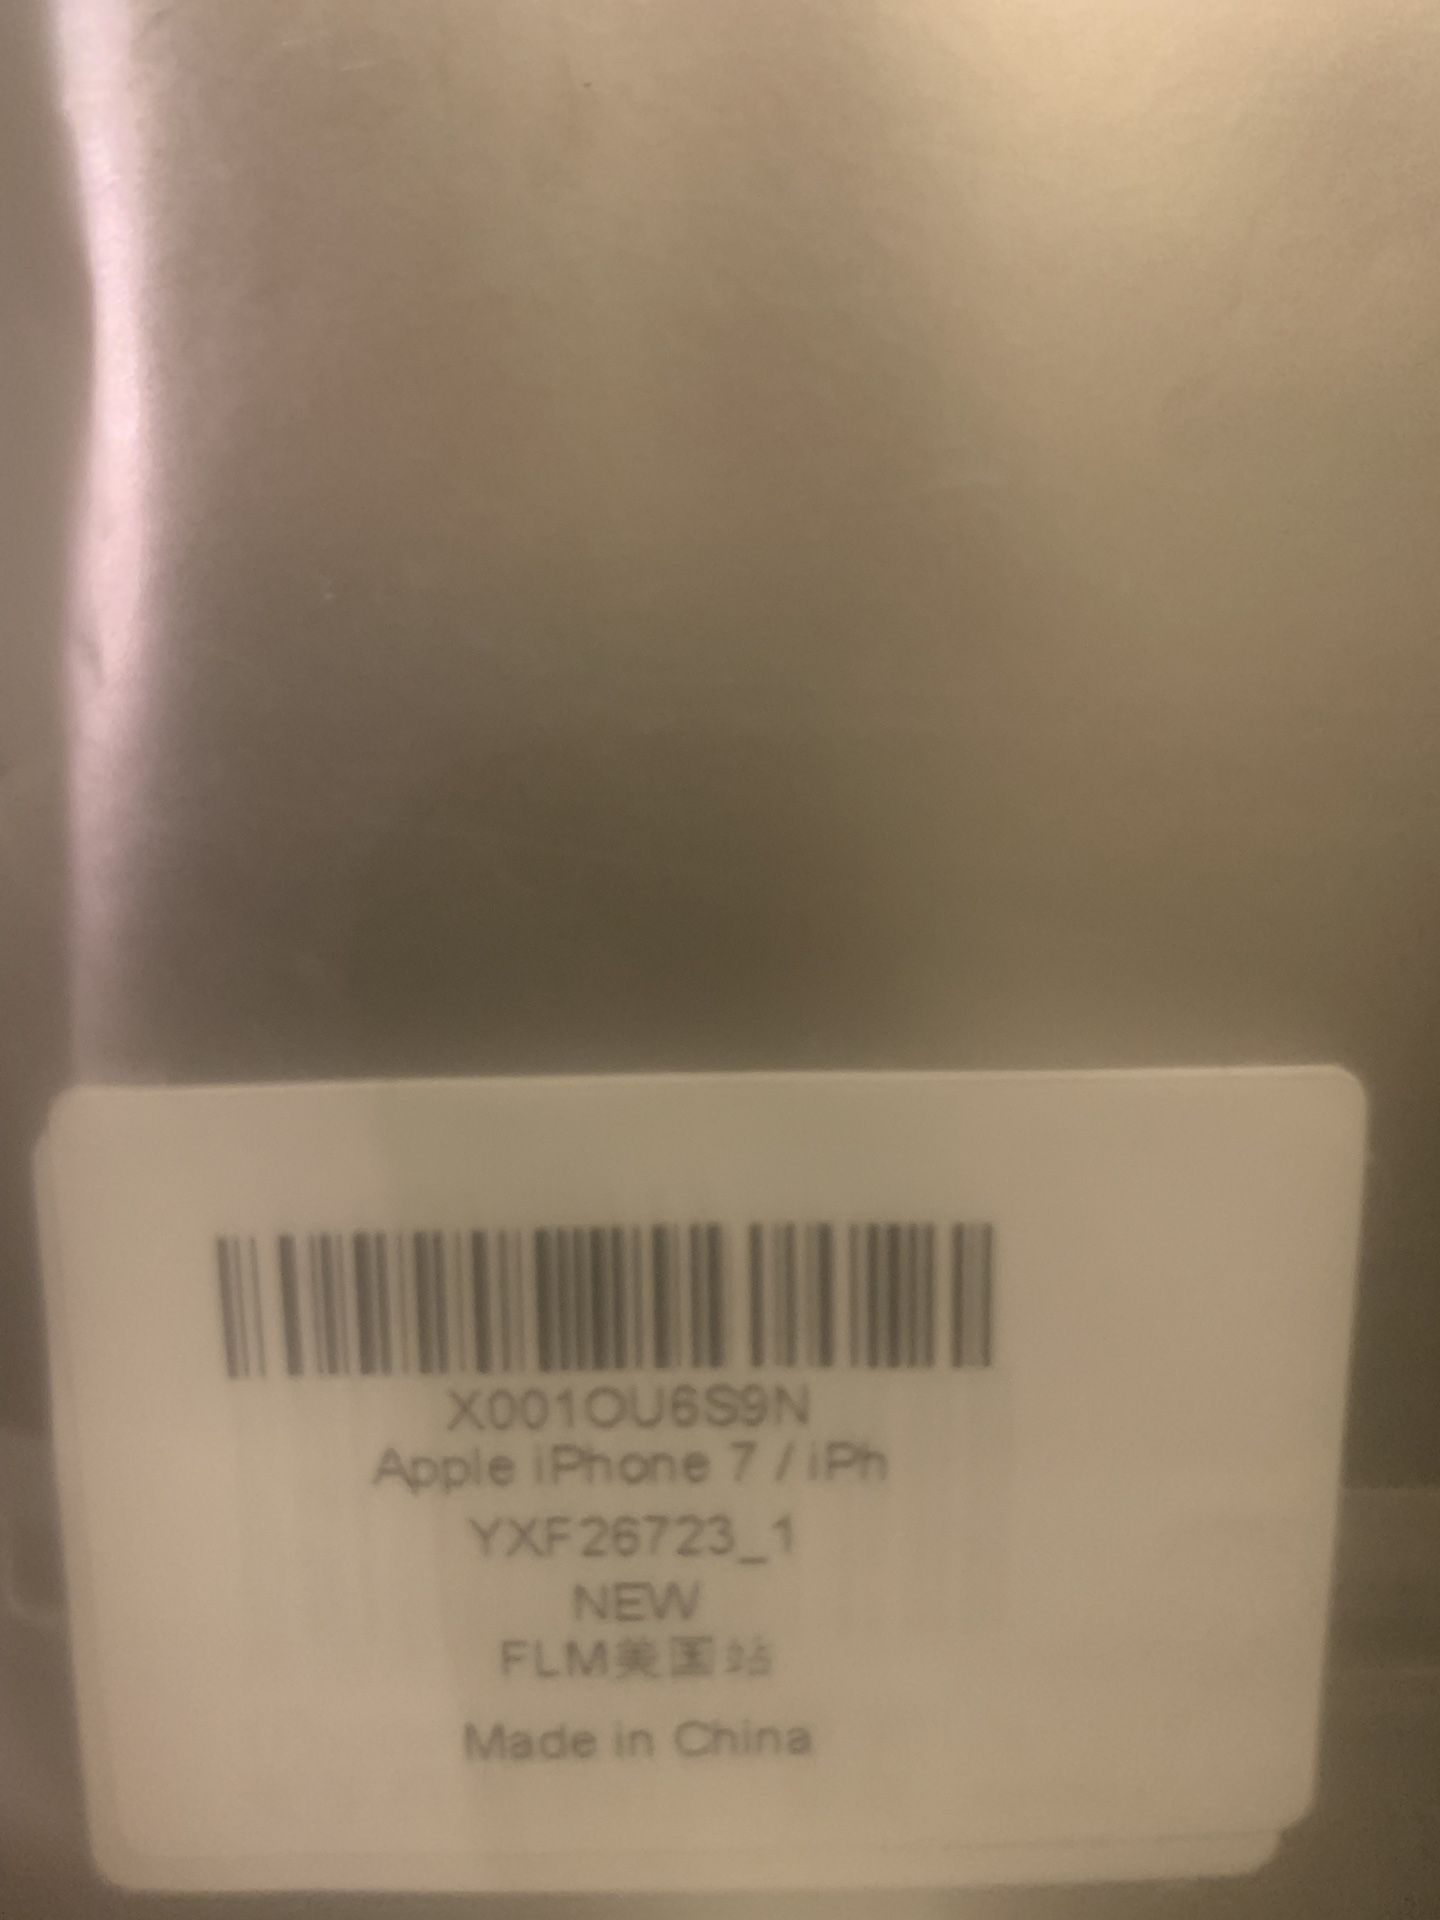 X001OU6S9N
Apple iPhone 7 / iPh
YXF26723_1
NEW
FLM美国站
Made in China